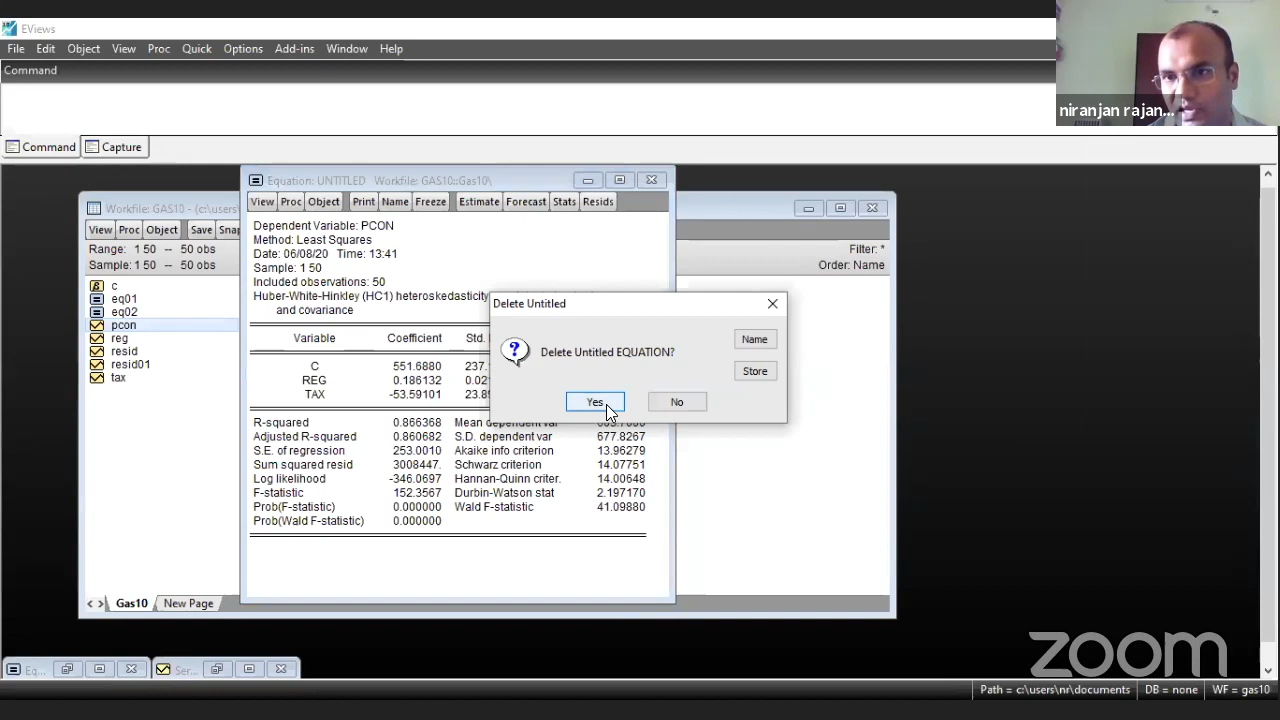 EViews
File Edit Object View Proc Quick Options Add-ins Window Help
Command
niranjan rajan...
Command Capture
Equation: UNTITLED Workfile: GAS10::Gas10\
View Proc Object Print Name Freeze Estimate Forecast Stats Resids
Dependent Variable: PCON
Method: Least Squares
Date: 06/08/20 Time: 13:41
Sample: 1 50
Included observations: 50
Huber-White-Hinkley (HC1) heteroskedasticity
and covariance
Variable Coefficient Std.
C 551.6880 237.
REG 0.186132 0.02
TAX -53.59101 23.89
R-squared 0.866368 Mean dependent var
Adjusted R-squared 0.860682 S.D. dependent var 677.8267
S.E. of regression 253.0010 Akaike info criterion 13.96279
Sum squared resid 3008447. Schwarz criterion 14.07751
Log likelihood -346.0697 Hannan-Quinn criter. 14.00648
F-statistic 152.3567 Durbin-Watson stat 2.197170
Prob(F-statistic) 0.000000 Wald F-statistic 41.09880
Prob(Wald F-statistic) 0.000000
Workfile: GAS10 - (c:\users\
View Proc Object Save Snap
Range: 1 50 -- 50 obs
Filter: *
Sample: 1 50 -- 50 obs
Order: Name
c
eq01
eq02
pcon
reg
resid
resid01
tax
Gas10 New Page
Delete Untitled
Delete Untitled EQUATION?
Name
Store
Yes No
Eq... Ser...
zoom
Path = c:\users\nr\documents DB = none WF = gas10